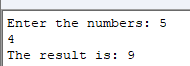 Enter the numbers: 5
4
The result is: 9